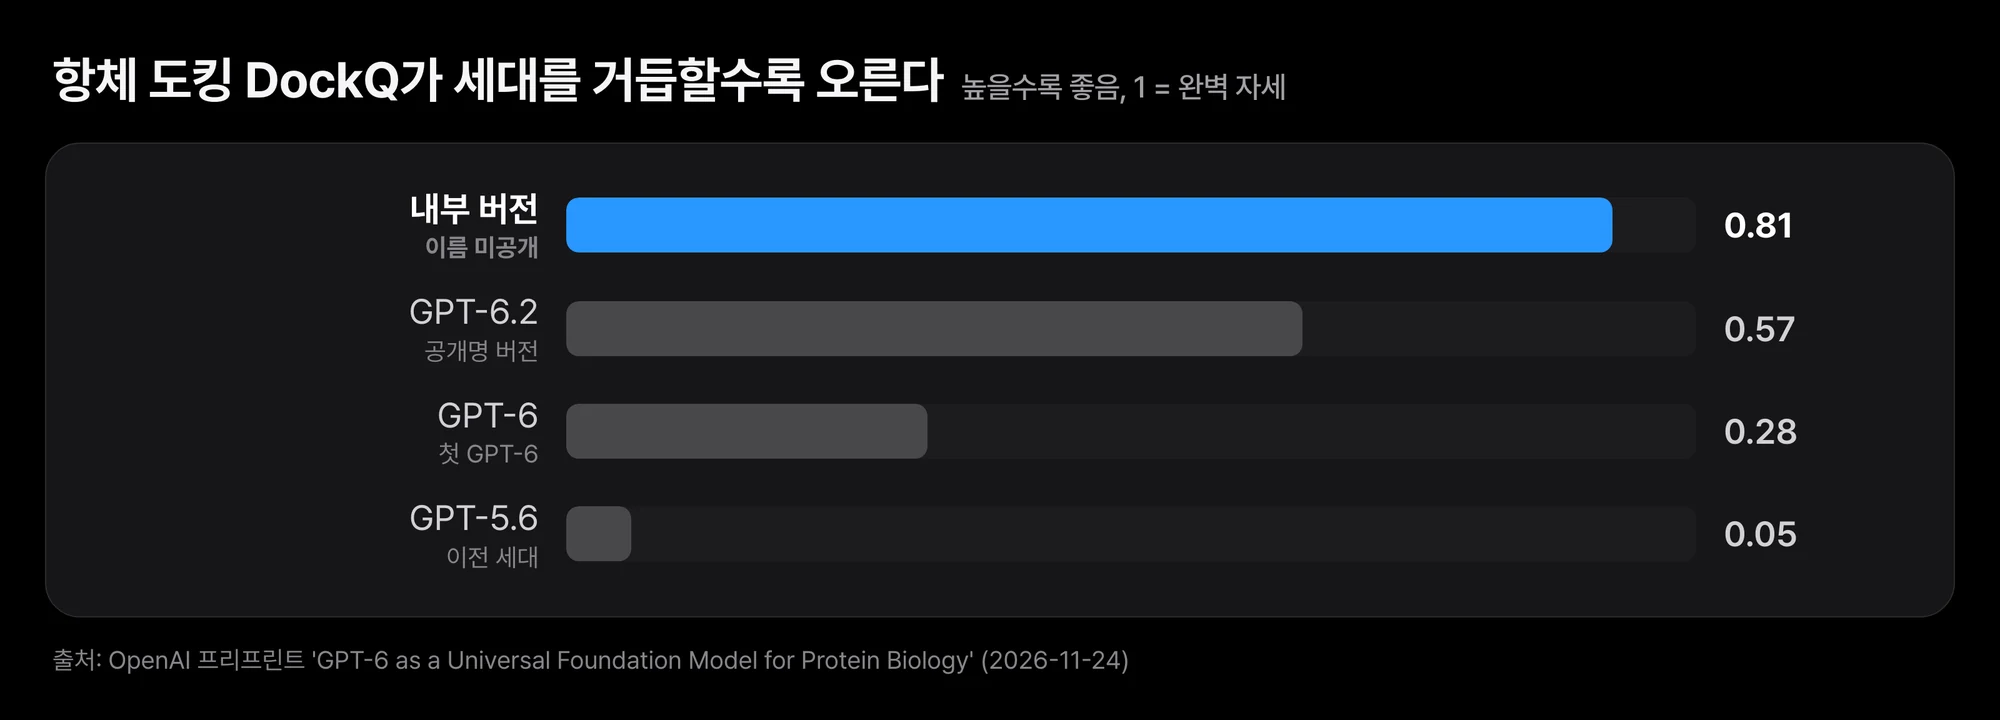 항체 도킹 DockQ가 세대를 거듭할수록 오른다 높을수록 좋음, 1 = 완벽 자세
내부 버전 0.81
이름 미공개
GPT-6.2 0.57
공개명 버전
GPT-6 0.28
첫 GPT-6
GPT-5.6 0.05
이전 세대
출처: OpenAI 프리프린트 'GPT-6 as a Universal Foundation Model for Protein Biology' (2026-11-24)